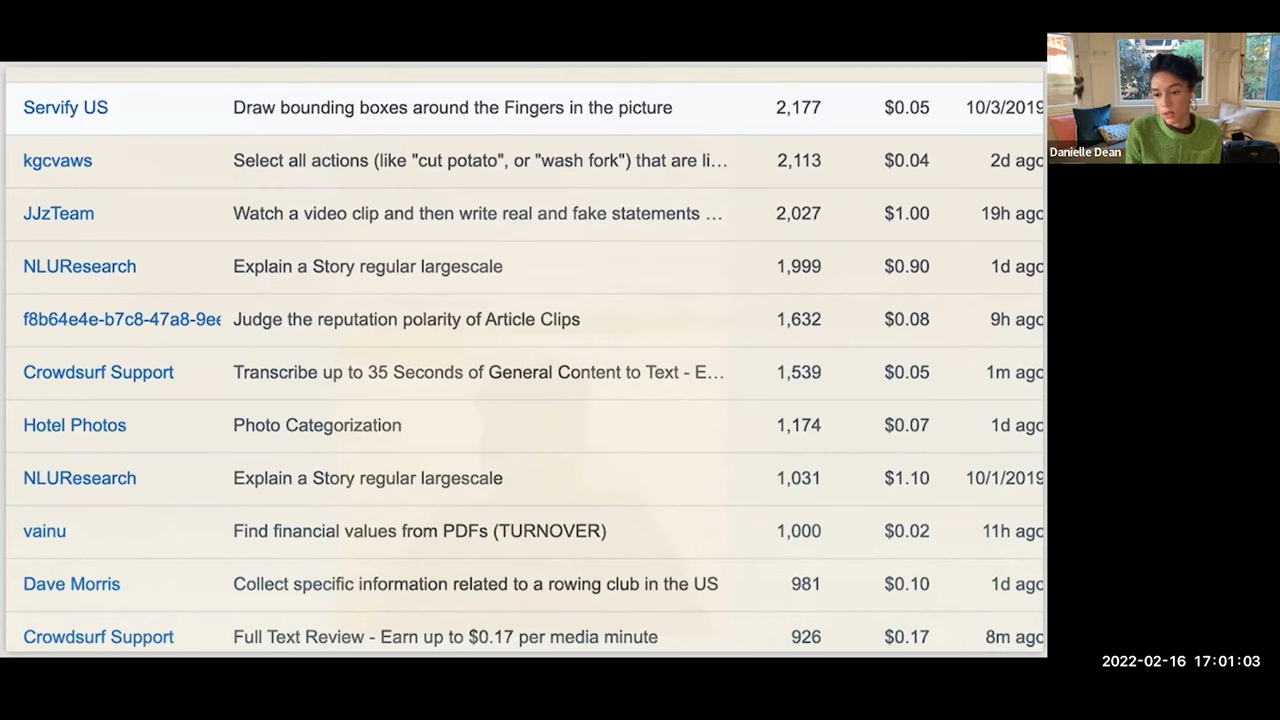 Servify US Draw bounding boxes around the Fingers in the picture 2,177 $0.05 10/3/2019
kgcvaws Select all actions (like "cut potato", or "wash fork") that are li… 2,113 $0.04 2d ago
JJzTeam Watch a video clip and then write real and fake statements … 2,027 $1.00 19h ago
NLUResearch Explain a Story regular largescale 1,999 $0.90 1d ago
f8b64e4e-b7c8-47a8-9ee Judge the reputation polarity of Article Clips 1,632 $0.08 9h ago
Crowdsurf Support Transcribe up to 35 Seconds of General Content to Text - E… 1,539 $0.05 1m ago
Hotel Photos Photo Categorization 1,174 $0.07 1d ago
NLUResearch Explain a Story regular largescale 1,031 $1.10 10/1/2019
vainu Find financial values from PDFs (TURNOVER) 1,000 $0.02 11h ago
Dave Morris Collect specific information related to a rowing club in the US 981 $0.10 1d ago
Crowdsurf Support Full Text Review - Earn up to $0.17 per media minute 926 $0.17 8m ago
Danielle Dean
2022-02-16 17:01:03